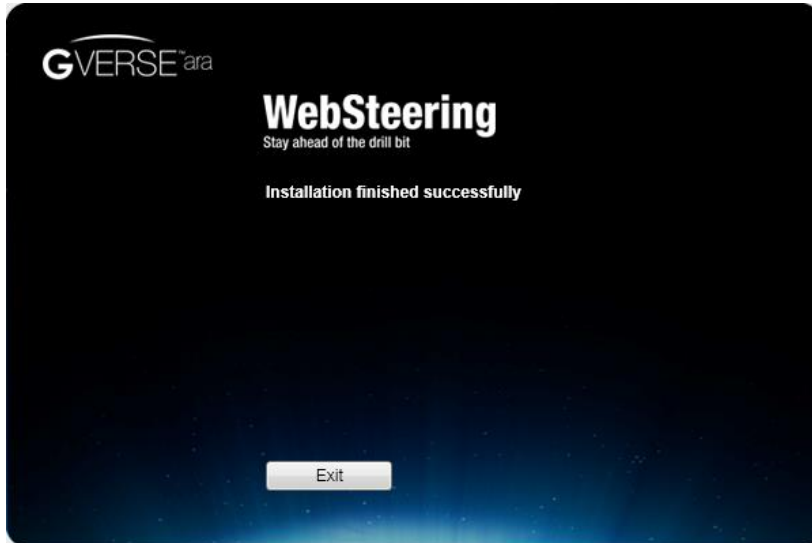 GVERSE™ara
WebSteering
Stay ahead of the drill bit
Installation finished successfully
Exit